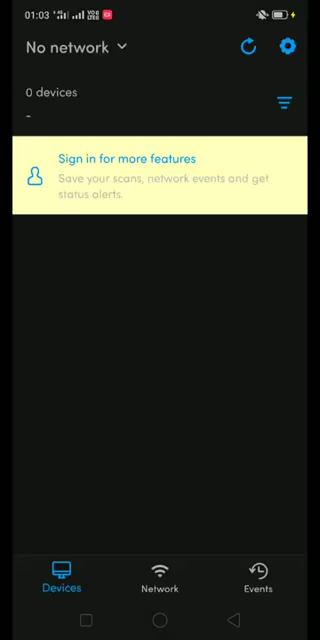 01:03
No network
0 devices
-
Sign in for more features
Save your scans, network events and get
status alerts.
Devices Network Events